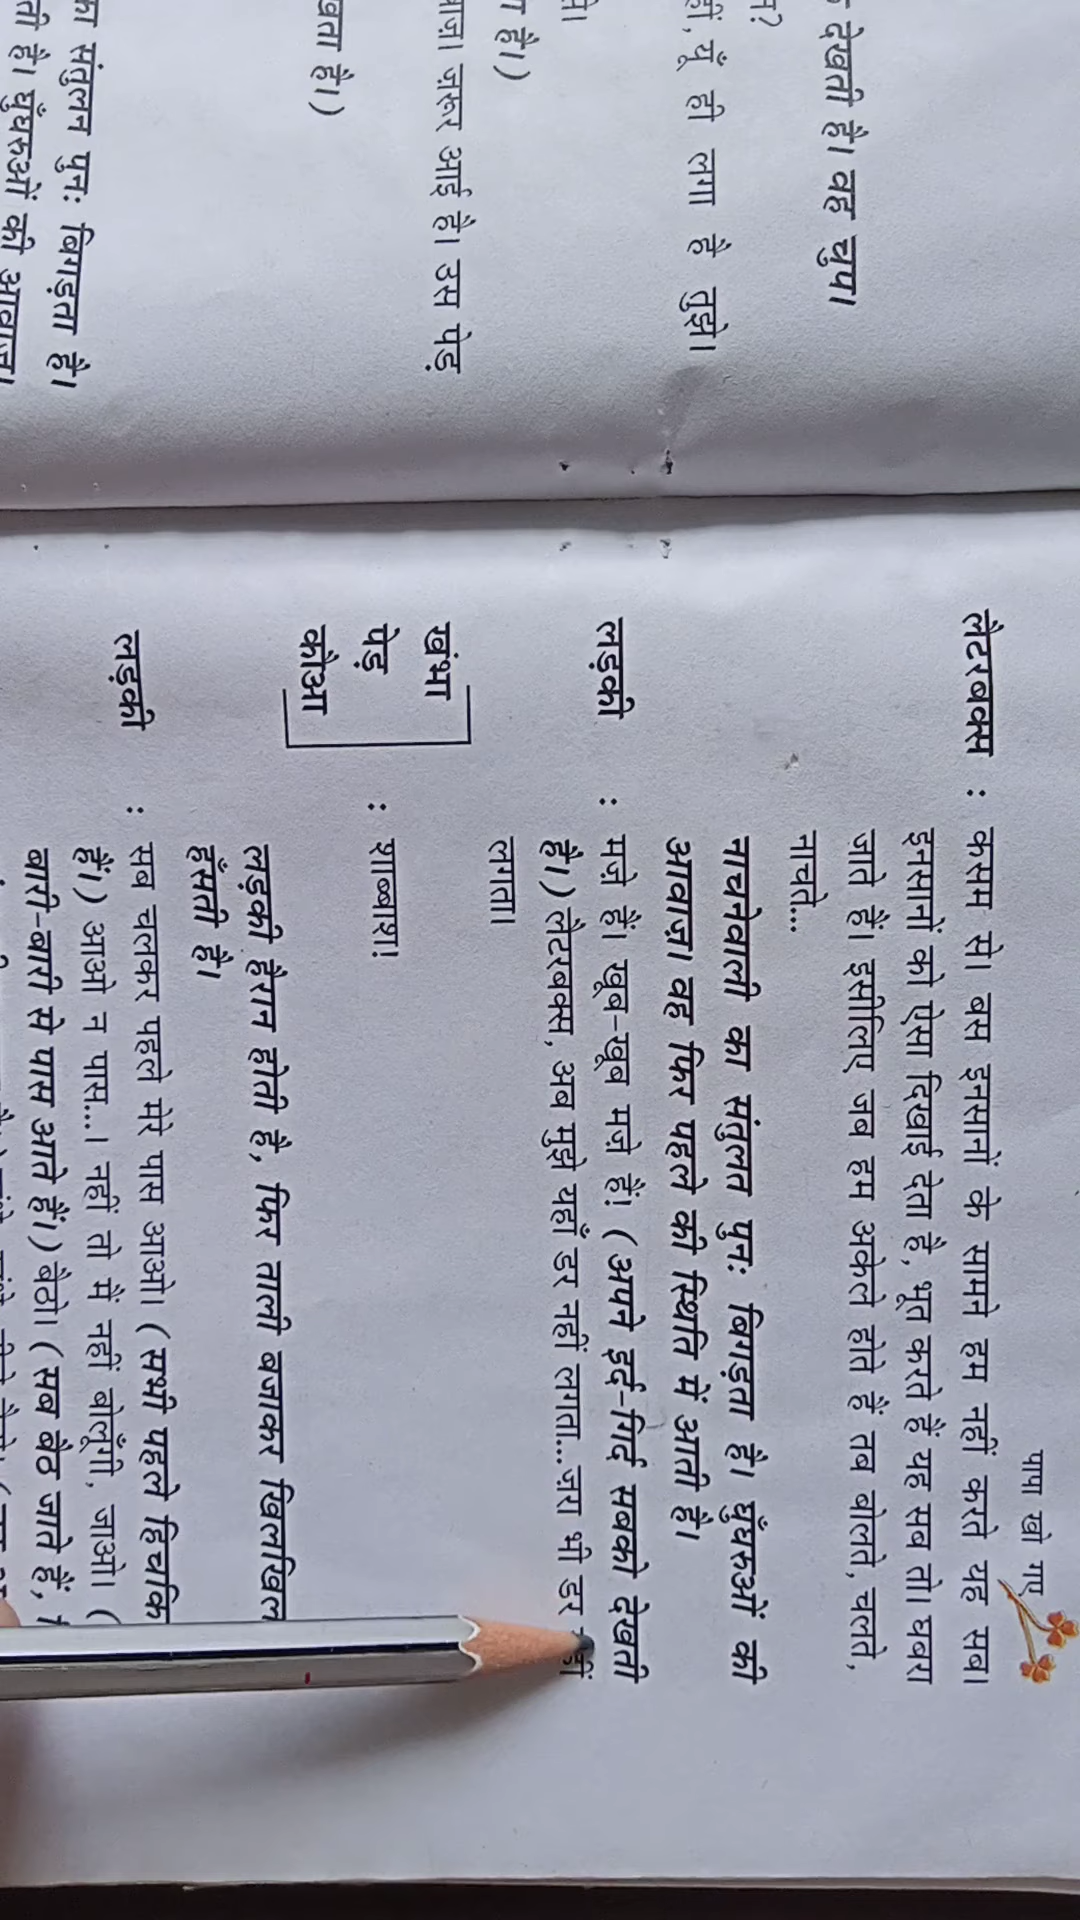 देखती है। वह चुप।
यूँ ही लगा है तुझे।
है।)
ज़रूर आई है। उस पेड़
है।)
संतुलन पुनः बिगड़ता है।
है। घुँघरुओं की आवाज़।
पापा खो गए
लैटरबक्स : कसम से। बस इनसानों के सामने हम नहीं करते यह सब।
इनसानों को ऐसा दिखाई देता है, भूत करते हैं यह सब तो। घबरा
जाते हैं। इसीलिए जब हम अकेले होते हैं तब बोलते, चलते,
नाचते...
नाचनेवाली का संतुलत पुनः बिगड़ता है। घुँघरुओं की
आवाज़। वह फिर पहले की स्थिति में आती है।
लड़की : मज़े हैं। खूब-खूब मज़े हैं! (अपने इर्द-गिर्द सबको देखती
है।) लैटरबक्स, अब मुझे यहाँ डर नहीं लगता...ज़रा भी डर
लगता।
खंभा
पेड़ : शाब्बाश!
कौआ
लड़की हैरान होती है, फिर ताली बजाकर खिलखिल
हँसती है।
लड़की : सब चलकर पहले मेरे पास आओ। (सभी पहले हिचकि
हैं।) आओ न पास...। नहीं तो मैं नहीं बोलूँगी, जाओ। (
बारी-बारी से पास आते हैं।) बैठो। (सब बैठ जाते हैं,